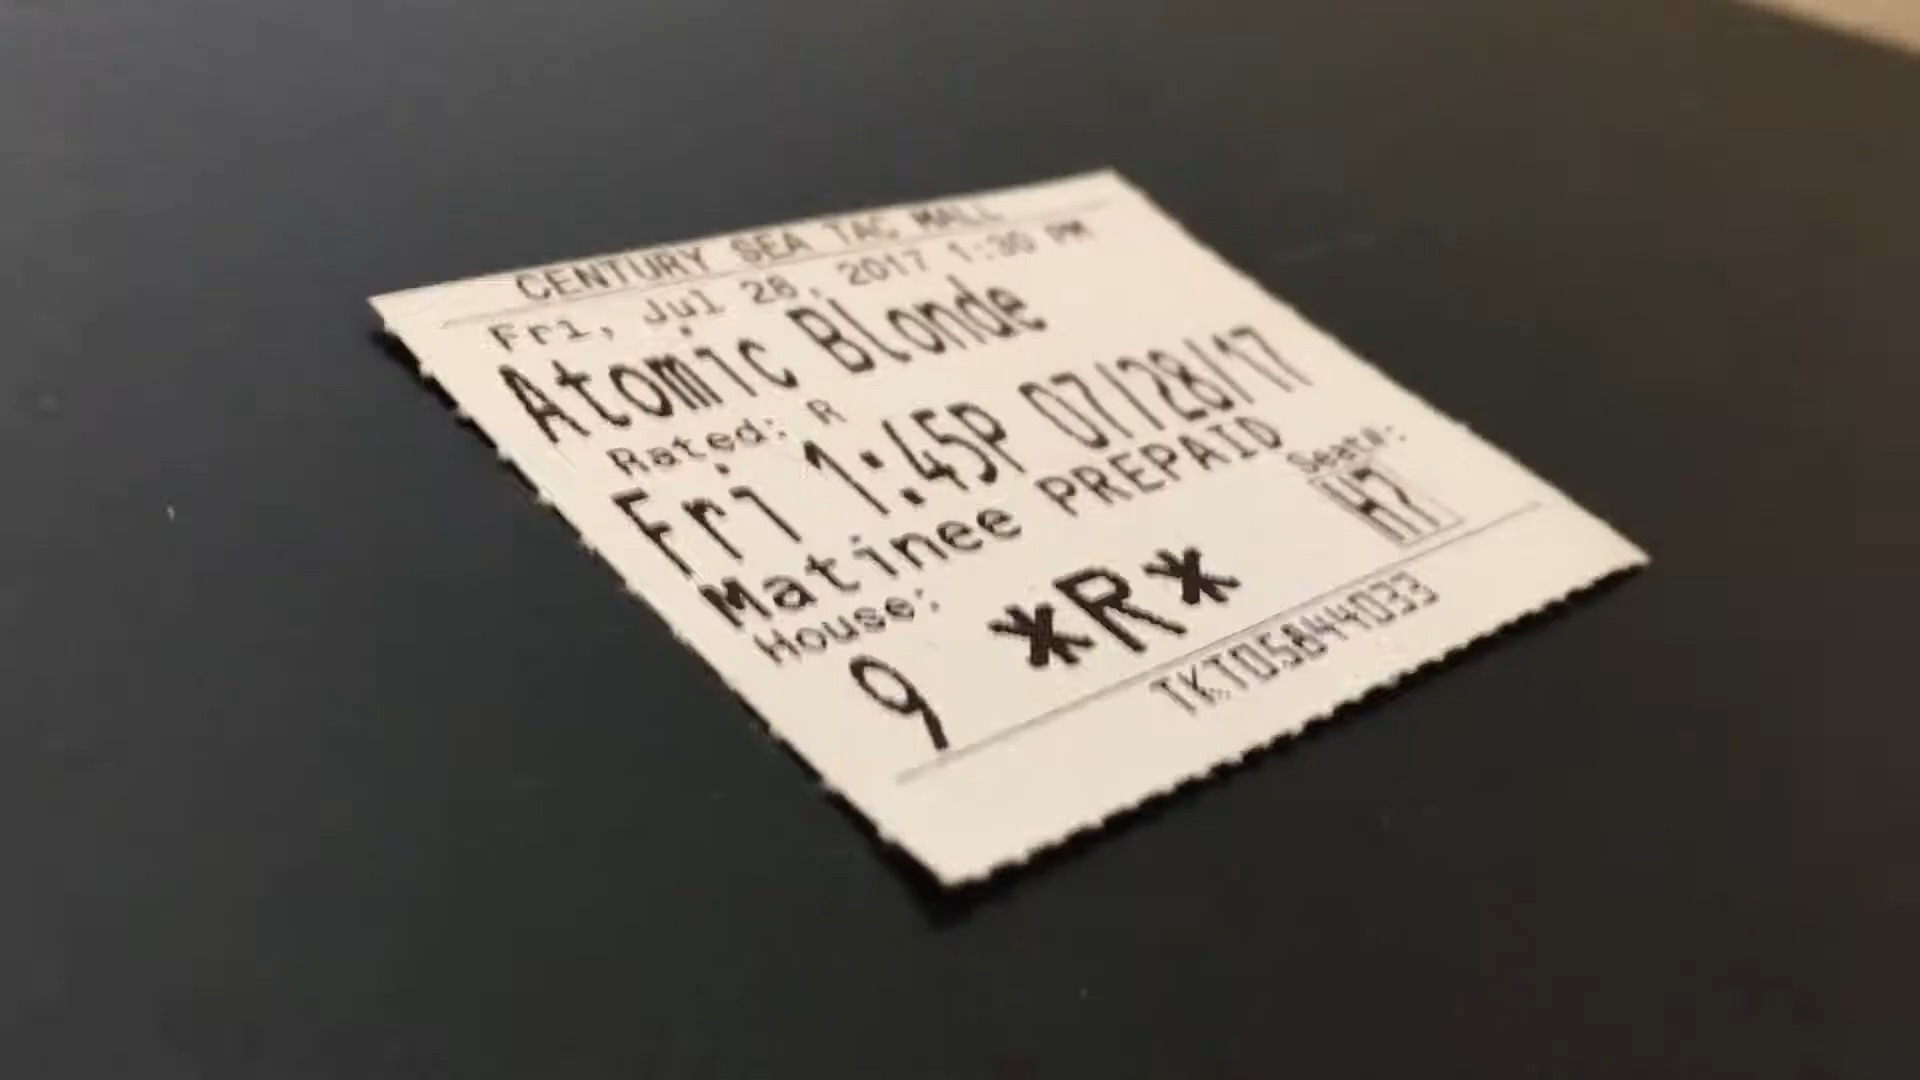 CENTURY SEA TAC MALL
Fri, Jul 28, 2017 1:30 PM
Atomic Blonde
Rated: R
Fri 1:45P 07/28/17
Matinee PREPAID
House: Seat#:
9 *R* H7
TKT05844033